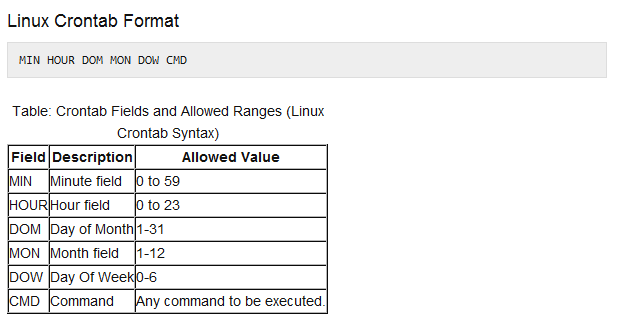 Linux Crontab Format
MIN HOUR DOM MON DOW CMD
Table: Crontab Fields and Allowed Ranges (Linux
Crontab Syntax)
Field Description Allowed Value
MIN Minute field 0 to 59
HOUR Hour field 0 to 23
DOM Day of Month 1-31
MON Month field 1-12
DOW Day Of Week 0-6
CMD Command Any command to be executed.